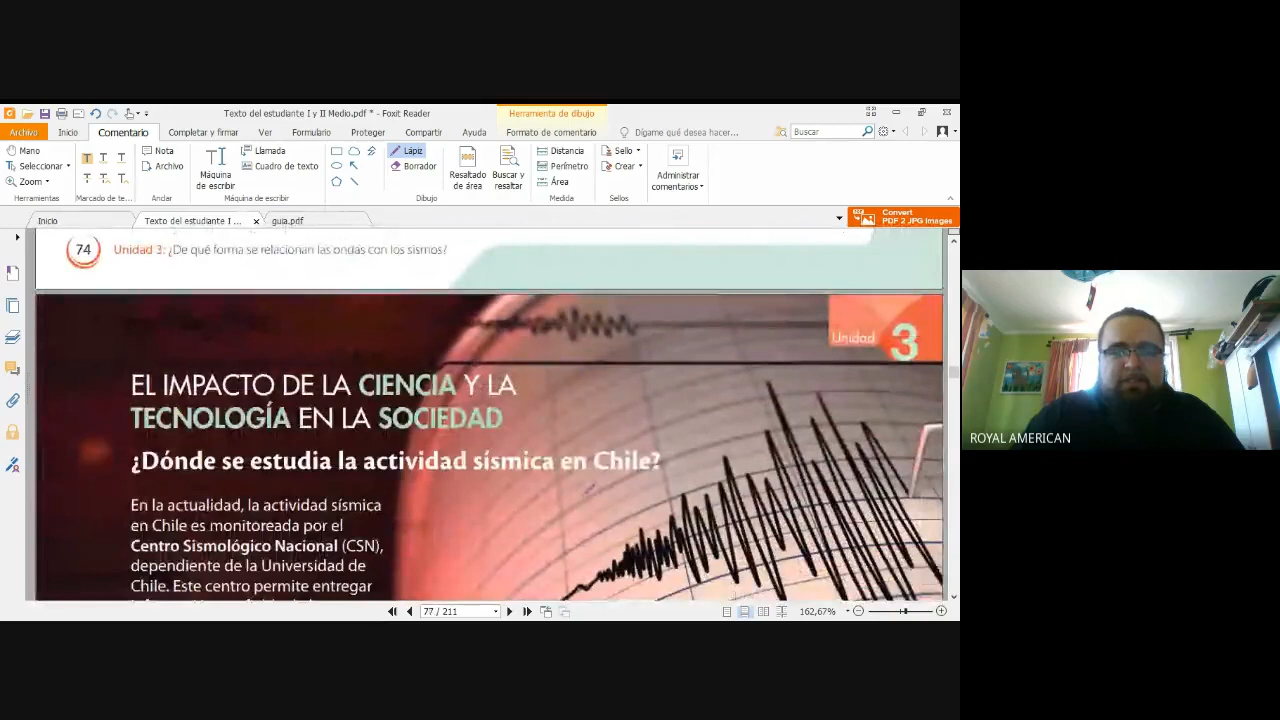 Texto del estudiante I y II Medio.pdf * - Foxit Reader
Herramienta de dibujo
Archivo
Inicio
Comentario
Completar y firmar
Ver
Formulario
Proteger
Compartir
Ayuda
Formato de comentario
Dígame qué desea hacer...
Buscar
Mano
Seleccionar
Zoom
Herramientas
Marcado de te...
Nota
Archivo
Anclar
Máquina de escribir
Llamada
Cuadro de texto
Máquina de escribir
Lápiz
Borrador
Dibujo
Resaltado de área
Buscar y resaltar
Distancia
Perímetro
Área
Medida
Sello
Crear
Sellos
Administrar comentarios
Inicio
Texto del estudiante I ...
guia.pdf
Convert
PDF 2 JPG Images
74 Unidad 3: ¿De qué forma se relacionan las ondas con los sismos?
Unidad 3
EL IMPACTO DE LA CIENCIA Y LA
TECNOLOGÍA EN LA SOCIEDAD
¿Dónde se estudia la actividad sísmica en Chile?
En la actualidad, la actividad sísmica
en Chile es monitoreada por el
Centro Sismológico Nacional (CSN),
dependiente de la Universidad de
Chile. Este centro permite entregar
77 / 211
162,67%
ROYAL AMERICAN